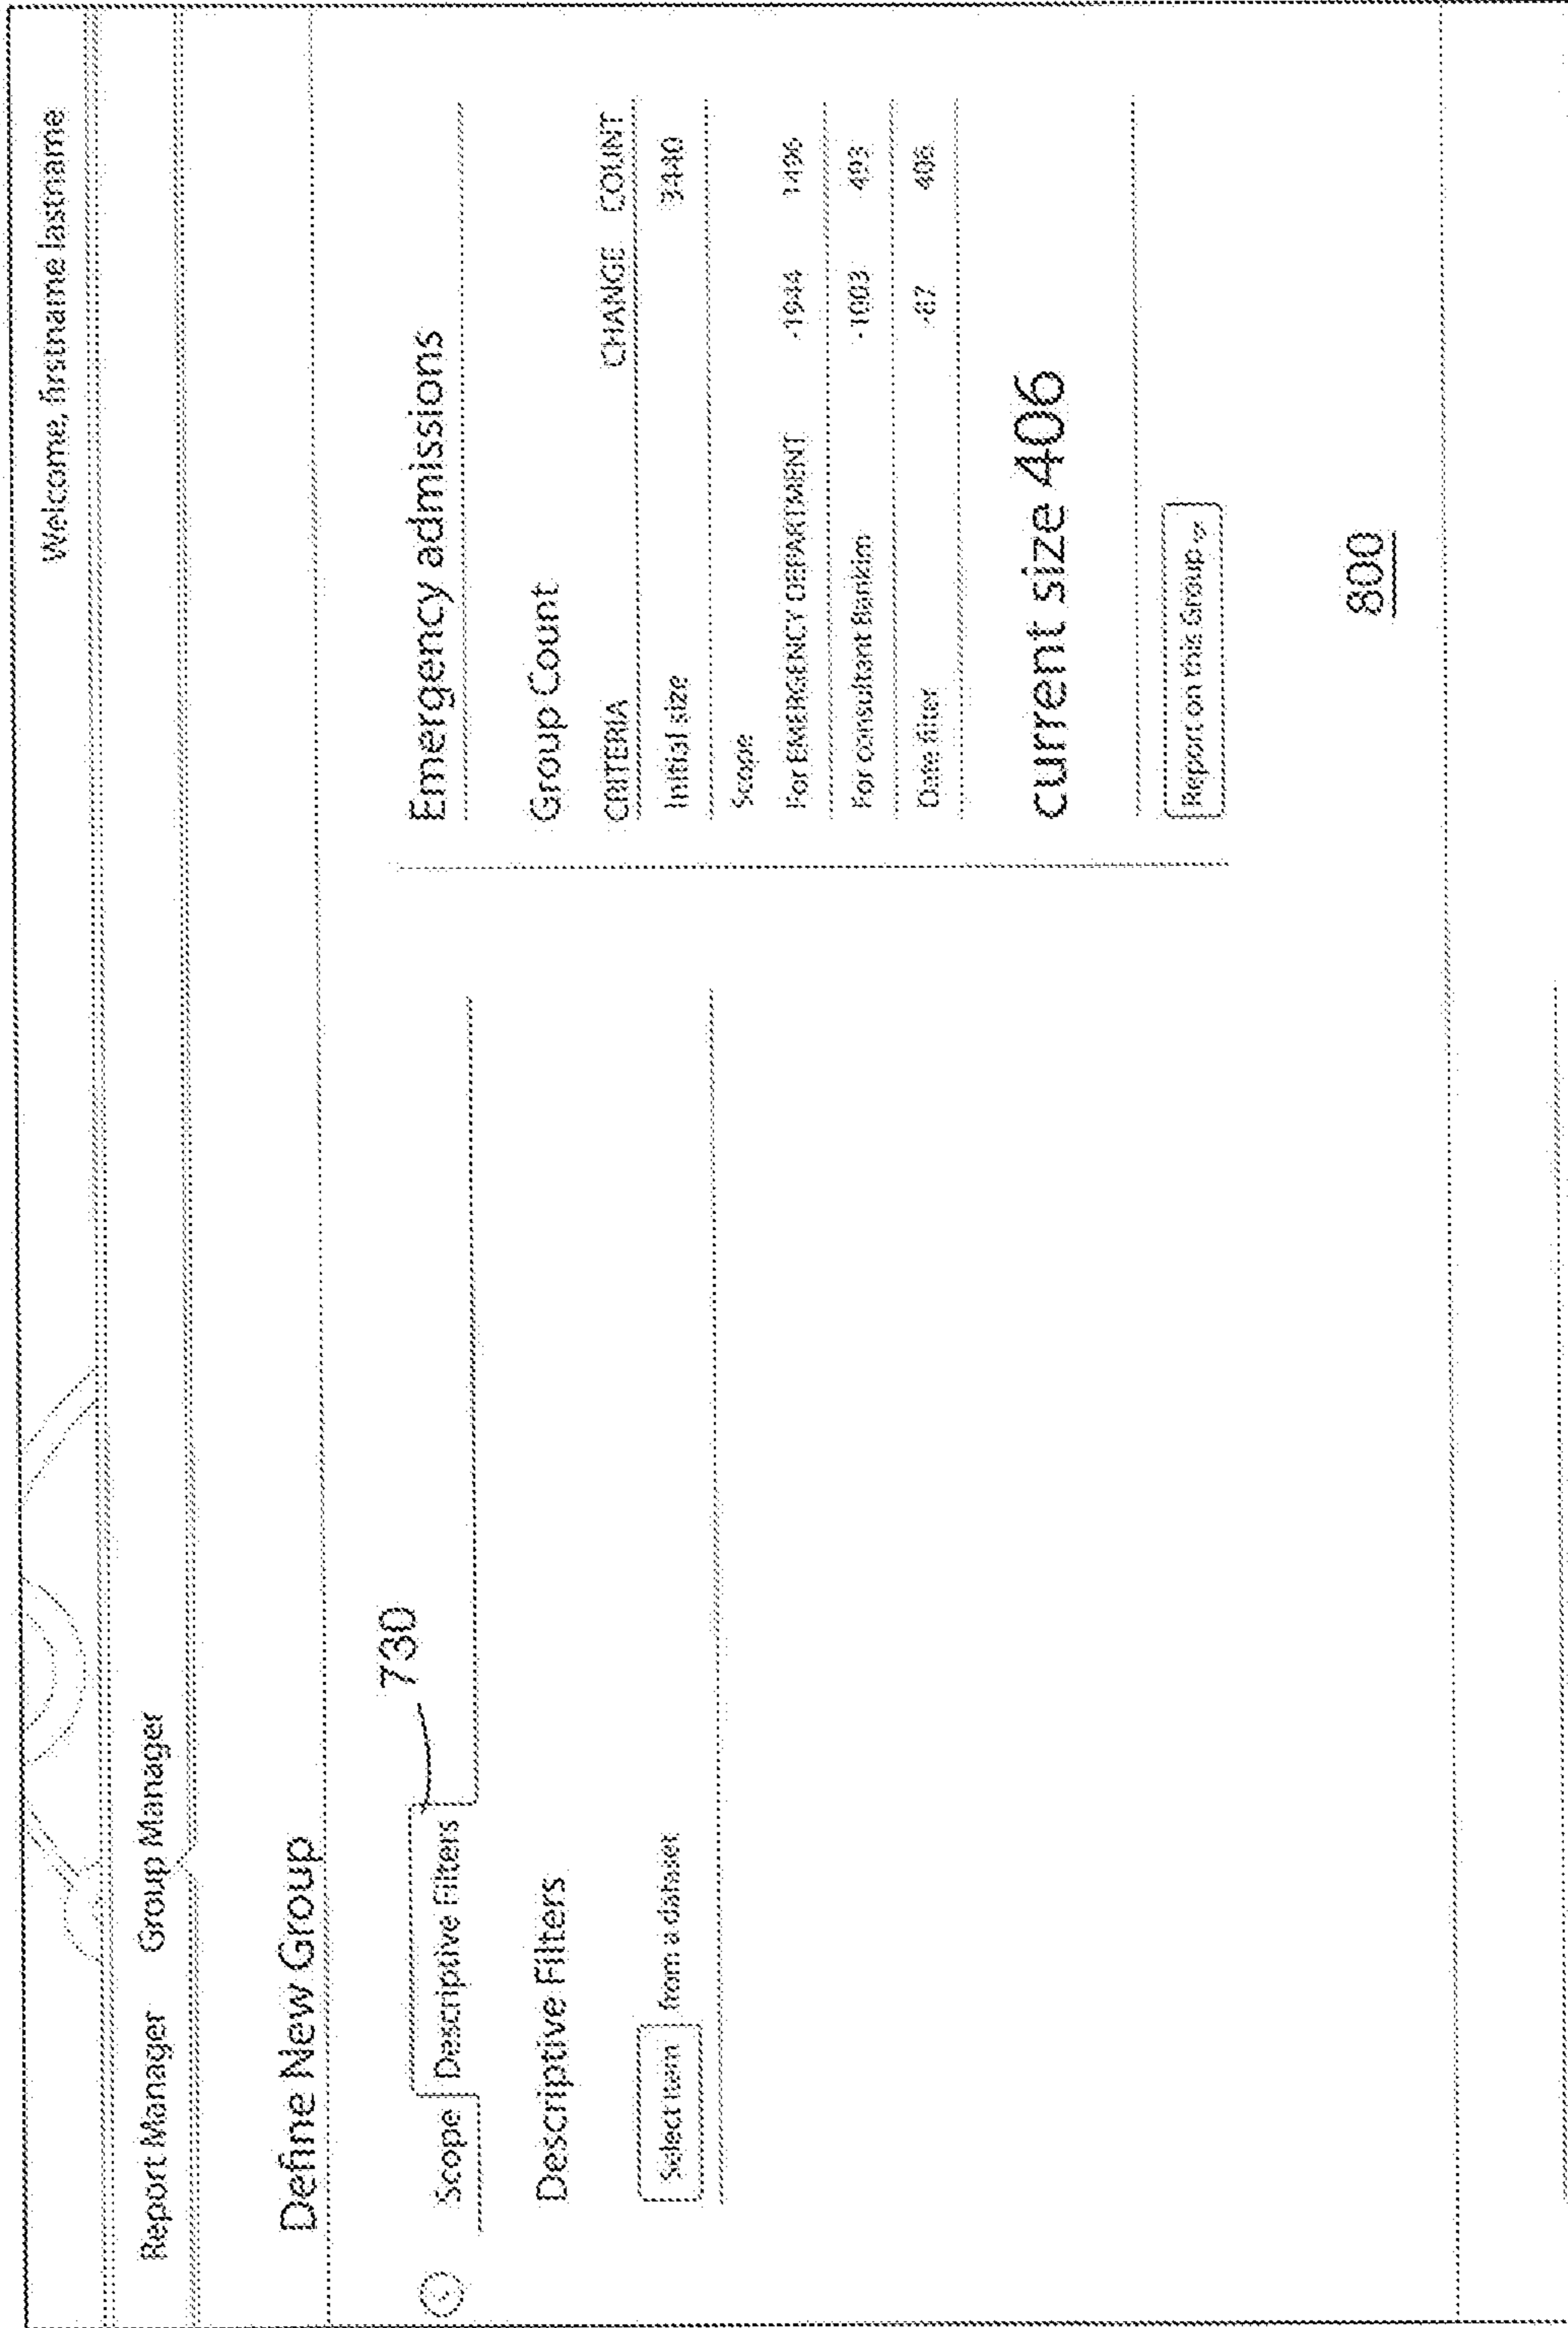 Welcome, firstname lastname
Report Manager Group Manager
Define New Group
730
Scope Descriptive Filters
Descriptive Filters
Select Item from a dataset
Emergency admissions
Group Count
CRITERIA CHANGE COUNT
Initial size 3440
Scope
For EMERGENCY DEPARTMENT -1944 1496
For consultant Bankim -1003 493
Date filter -87 406
current size 406
Report on this Group
800